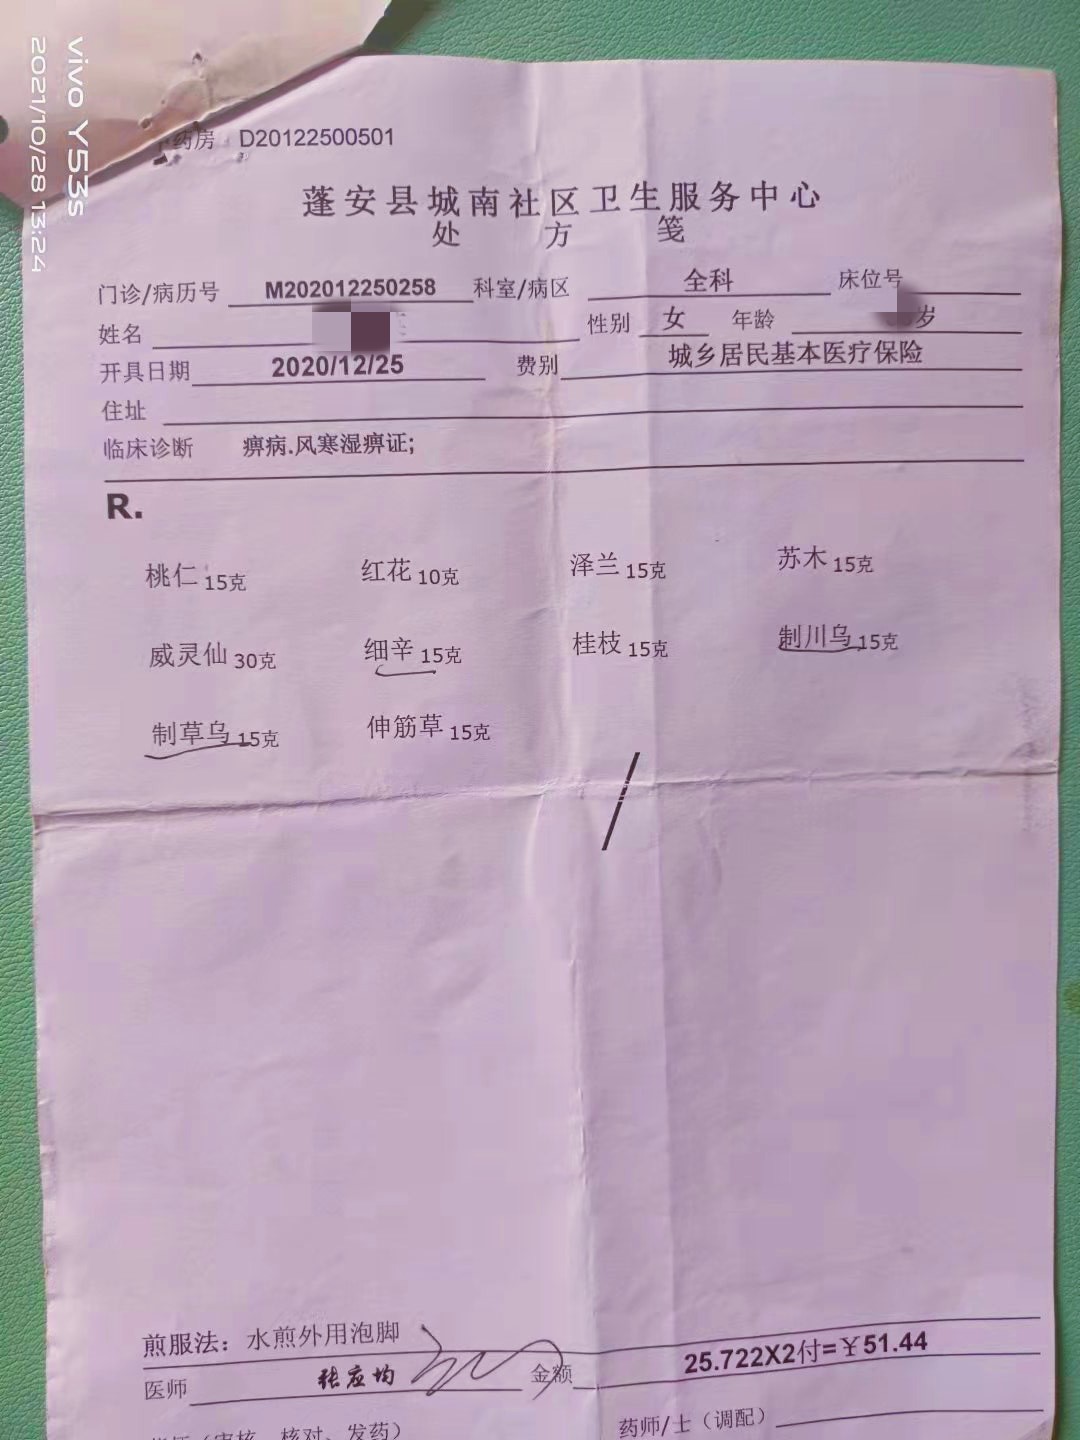 vivo Y53s
2021/10/28 13:24
药房 D20122500501
蓬安县城南社区卫生服务中心
处方笺
门诊/病历号 M202012250258 科室/病区 全科 床位号
姓名 性别 女 年龄 岁
开具日期 2020/12/25 费别 城乡居民基本医疗保险
住址
临床诊断 痹病.风寒湿痹证;
R.
桃仁 15克 红花 10克 泽兰 15克 苏木 15克
威灵仙 30克 细辛 15克 桂枝 15克 制川乌 15克
制草乌 15克 伸筋草 15克
煎服法：水煎外用泡脚
医师 张应均 金额 25.722X2付=￥51.44
（审核、核对、发药） 药师/士（调配）